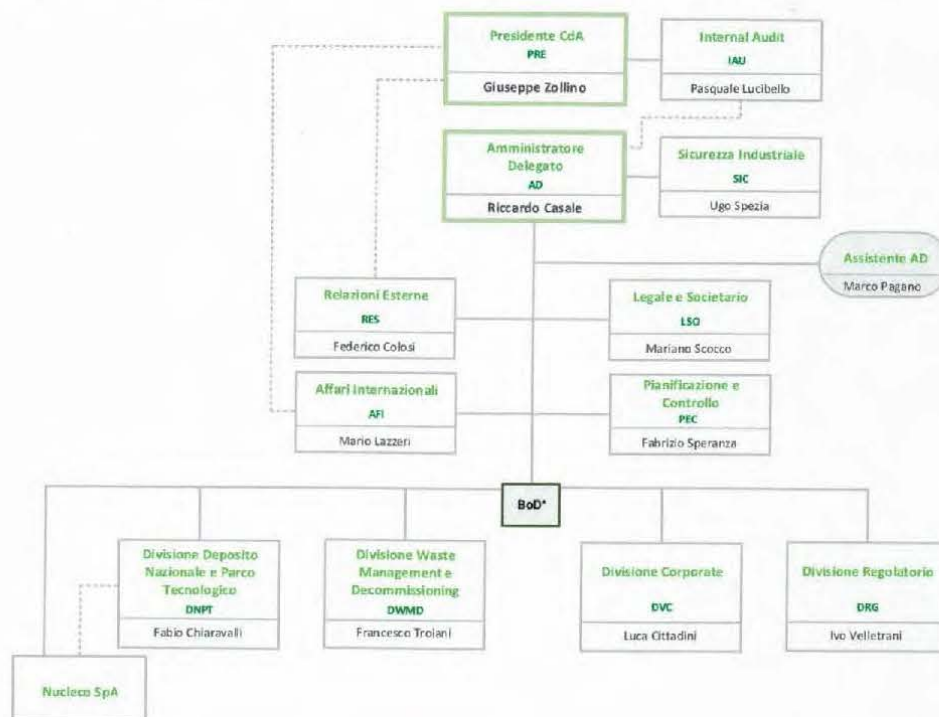 Presidente CdA
PRE
Giuseppe Zollino
Internal Audit
IAU
Pasquale Lucibello
Amministratore
Delegato
AD
Riccardo Casale
Sicurezza Industriale
SIC
Ugo Spezia
Assistente AD
Marco Pagano
Relazioni Esterne
RES
Federico Colosi
Legale e Societario
LSO
Mariano Scocco
Affari Internazionali
AFI
Mario Lazzeri
Pianificazione e
Controllo
PEC
Fabrizio Speranza
BoD*
Divisione Deposito
Nazionale e Parco
Tecnologico
DNPT
Fabio Chiaravalli
Divisione Waste
Management e
Decommissioning
DWMD
Francesco Troiani
Divisione Corporate
DVC
Luca Cittadini
Divisione Regolatorio
DRG
Ivo Velletrani
Nucleco SpA